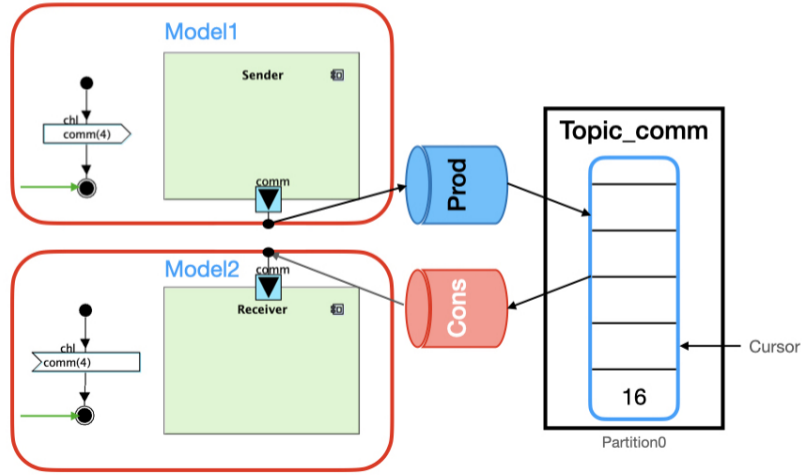 Model1
Sender
chl
comm(4)
comm
Prod
Topic_comm
Model2
comm
Receiver
chl
comm(4)
Cons
Cursor
16
Partition0